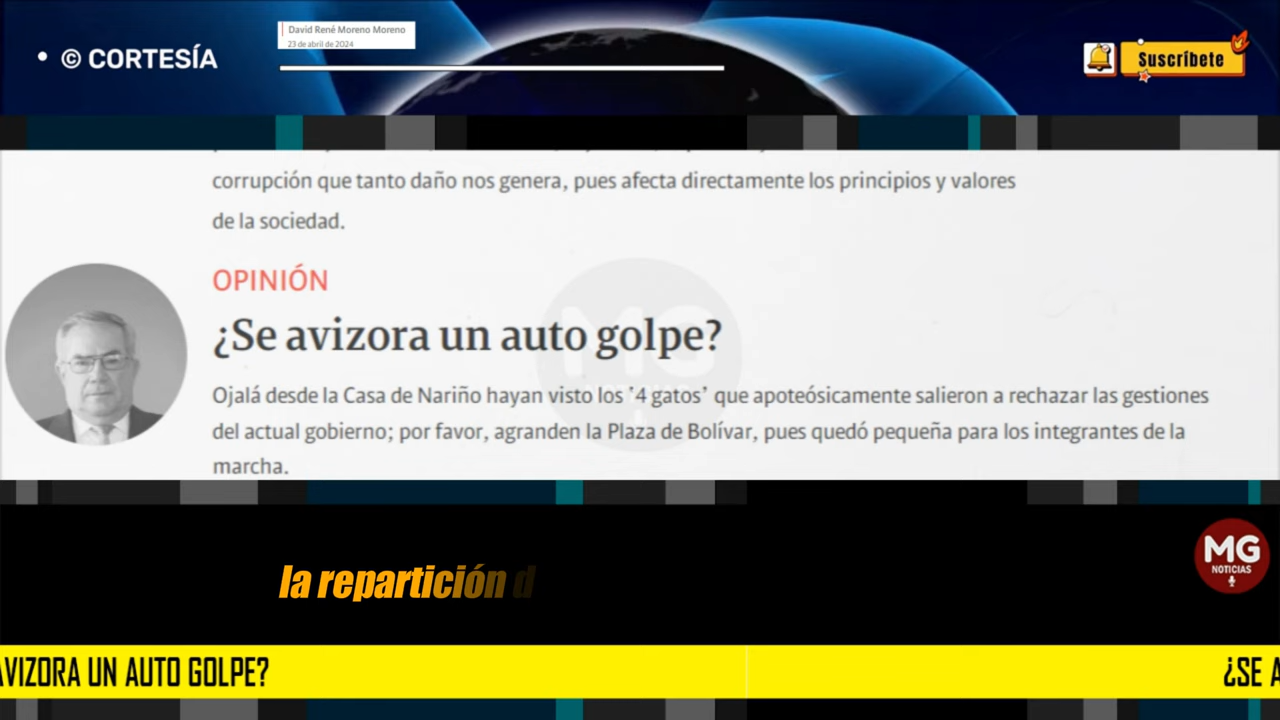 • © CORTESÍA
David René Moreno Moreno
23 de abril de 2024
Suscríbete
corrupción que tanto daño nos genera, pues afecta directamente los principios y valores
de la sociedad.
OPINIÓN
¿Se avizora un auto golpe?
Ojalá desde la Casa de Nariño hayan visto los '4 gatos' que apoteósicamente salieron a rechazar las gestiones
del actual gobierno; por favor, agranden la Plaza de Bolívar, pues quedó pequeña para los integrantes de la
marcha.
MG
NOTICIAS
la repartición d
MG
NOTICIAS
AVIZORA UN AUTO GOLPE?
¿SE A